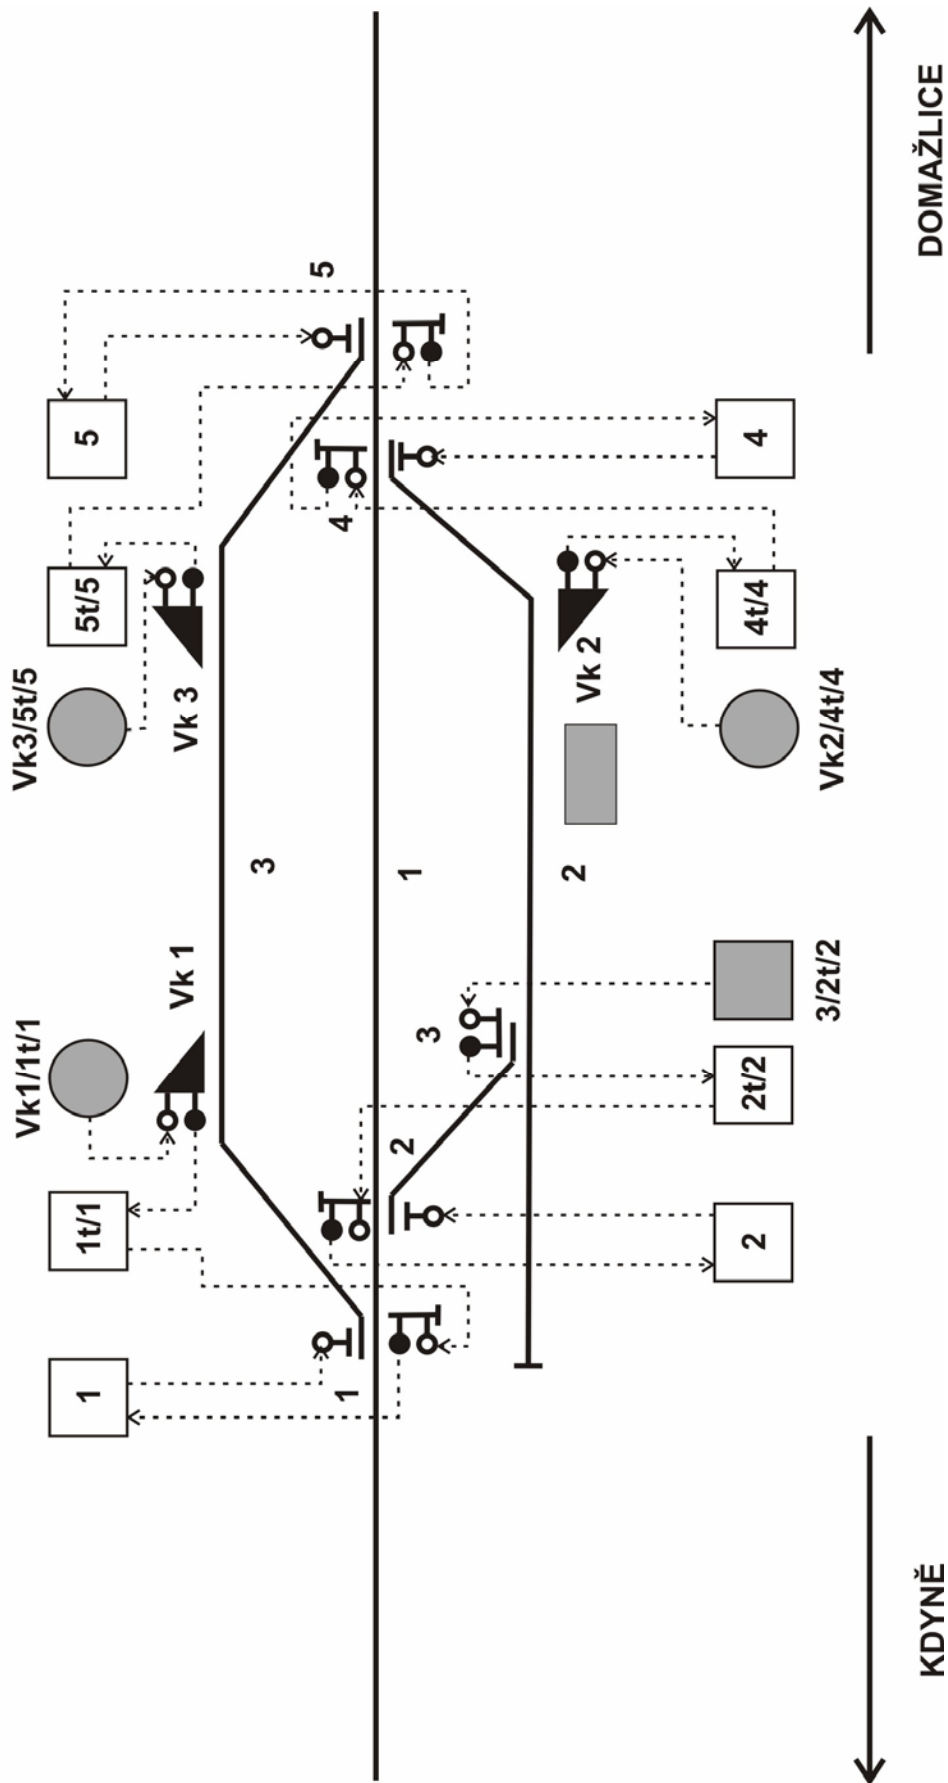 Vk1/1t/1
Vk3/5t/5
1
1t/1
5t/5
5
Vk 1
Vk 3
5
3
1
2
4
1
3
2
Vk 2
2
2t/2
3/2t/2
4t/4
4
Vk2/4t/4
KDYNĚ
DOMAŽLICE